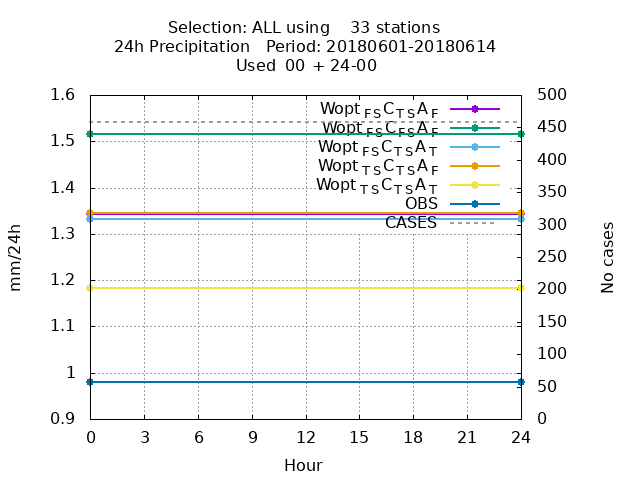 Selection: ALL using    33 stations
24h Precipitation   Period: 20180601-20180614
Used  00 + 24-00
1.6
1.5
1.4
1.3
1.2
1.1
1
0.9
500
450
400
350
300
250
200
150
100
50
0
0 3 6 9 12 15 18 21 24
mm/24h
No cases
Hour
Wopt FS C TS A F
Wopt FS C FS A F
Wopt FS C TS A T
Wopt TS C TS A F
Wopt TS C TS A T
OBS
CASES